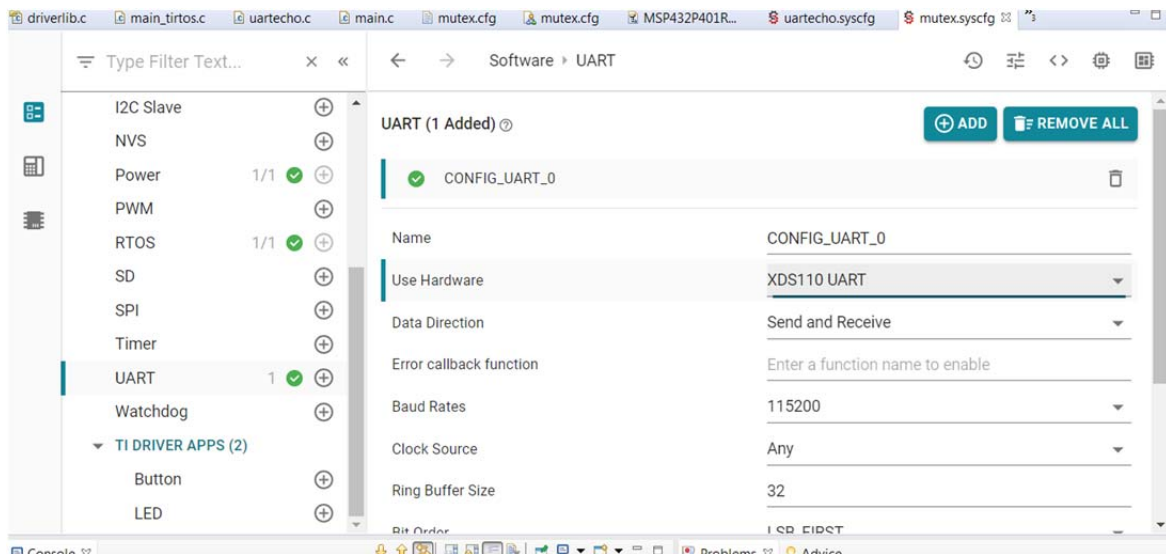 driverlib.c main_tirtos.c uartecho.c main.c mutex.cfg mutex.cfg MSP432P401R... uartecho.syscfg mutex.syscfg "3
Type Filter Text... × «
← → Software ▸ UART
I2C Slave
NVS
Power 1/1
PWM
RTOS 1/1
SD
SPI
Timer
UART 1
Watchdog
TI DRIVER APPS (2)
Button
LED
UART (1 Added)
ADD REMOVE ALL
CONFIG_UART_0
Name CONFIG_UART_0
Use Hardware XDS110 UART
Data Direction Send and Receive
Error callback function Enter a function name to enable
Baud Rates 115200
Clock Source Any
Ring Buffer Size 32
Bit Order LSB_FIRST
Console Problems Advice